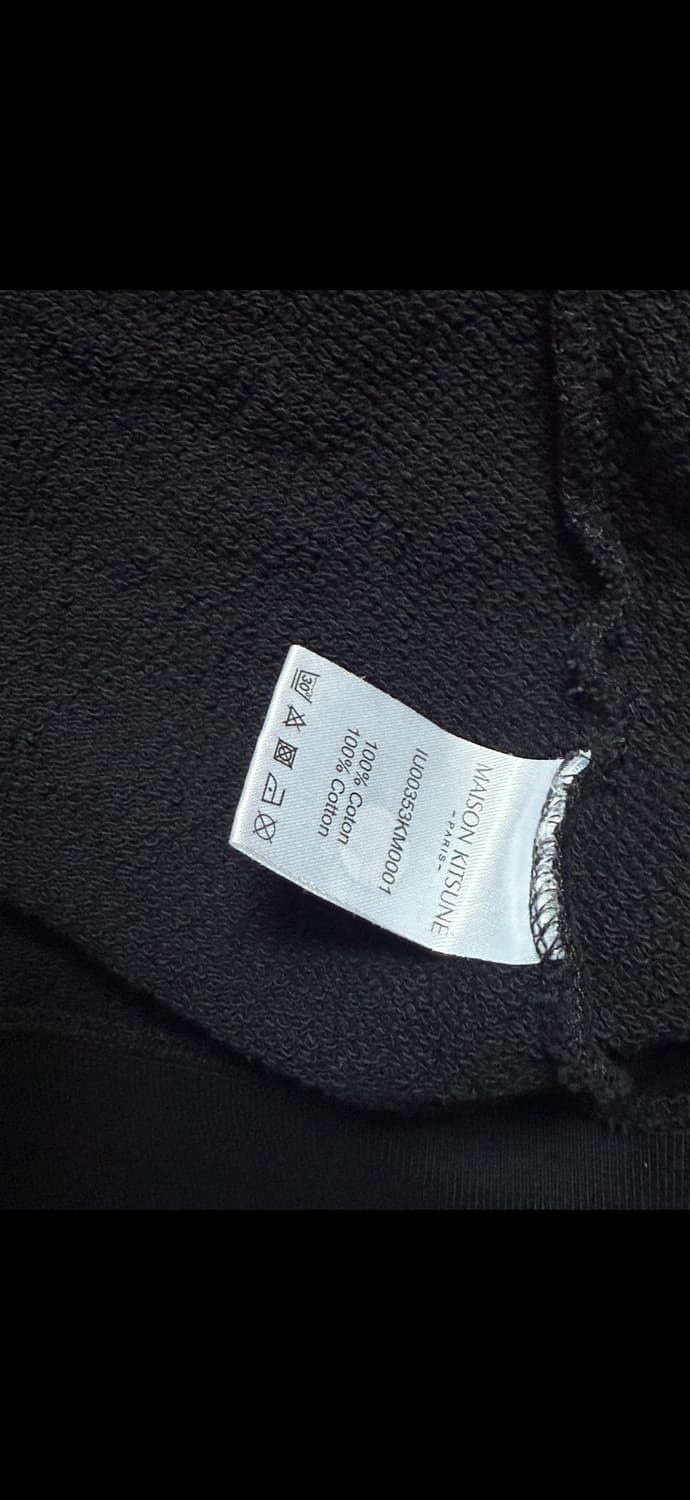 MAISON KITSUNÉ
-PARIS-
IU00353KM0001
100% Coton
100% Cotton
30°